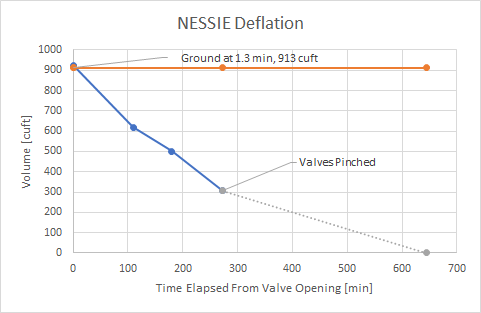 NESSIE Deflation
1000
900
800
700
600
500
400
300
200
100
0
Volume [cuft]
Ground at 1.3 min, 913 cuft
Valves Pinched
0 100 200 300 400 500 600 700
Time Elapsed From Valve Opening [min]